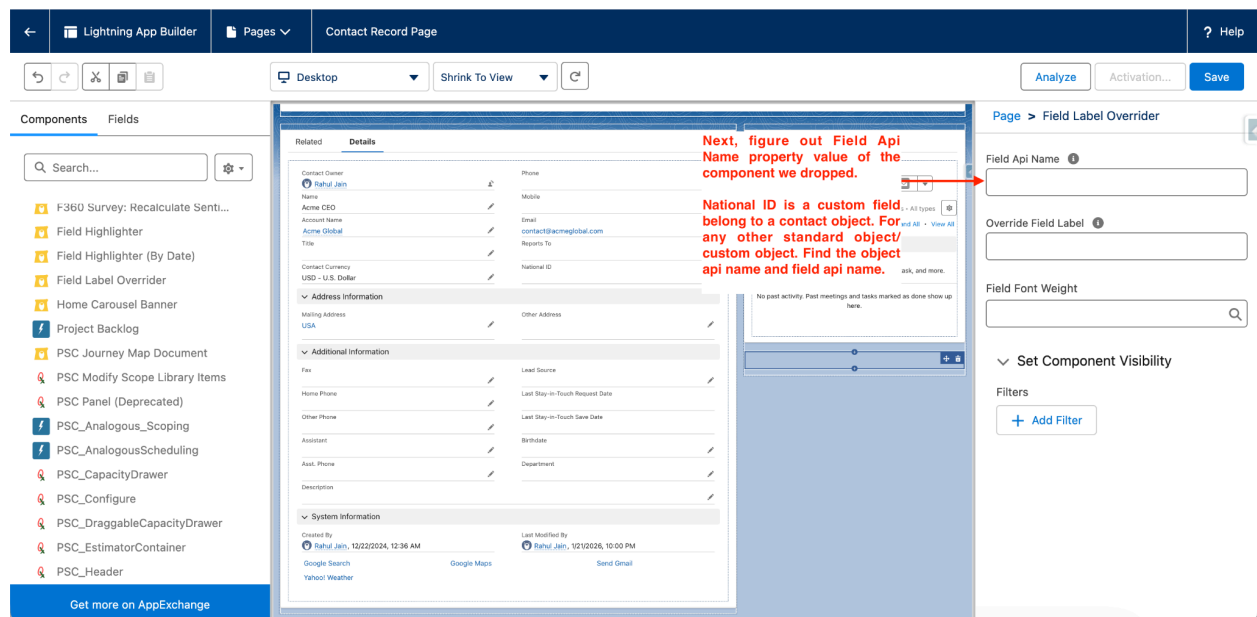 Lightning App Builder
Pages
Contact Record Page
? Help
Desktop
Shrink To View
Analyze
Activation...
Save
Components
Fields
Search...
F360 Survey: Recalculate Senti...
Field Highlighter
Field Highlighter (By Date)
Field Label Overrider
Home Carousel Banner
Project Backlog
PSC Journey Map Document
PSC Modify Scope Library Items
PSC Panel (Deprecated)
PSC_Analogous_Scoping
PSC_AnalogousScheduling
PSC_CapacityDrawer
PSC_Configure
PSC_DraggableCapacityDrawer
PSC_EstimatorContainer
PSC_Header
Get more on AppExchange
Related
Details
Contact Owner
Rahul Jain
Phone
Name
Acme CEO
Mobile
Account Name
Acme Global
Email
contact@acmeglobal.com
Title
Reports To
Contact Currency
USD - U.S. Dollar
National ID
Address Information
Mailing Address
USA
Other Address
Additional Information
Fax
Lead Source
Home Phone
Last Stay-in-Touch Request Date
Other Phone
Last Stay-in-Touch Save Date
Assistant
Birthdate
Asst. Phone
Department
Description
System Information
Created By
Rahul Jain, 12/22/2024, 12:36 AM
Last Modified By
Rahul Jain, 1/21/2026, 10:00 PM
Google Search
Google Maps
Send Gmail
Yahoo! Weather
Next, figure out Field Api
Name property value of the
component we dropped.
National ID is a custom field
belong to a contact object. For
any other standard object/
custom object. Find the object
api name and field api name.
• All types
All • View All
ask, and more.
No past activity. Past meetings and tasks marked as done show up
here.
Page > Field Label Overrider
Field Api Name
Override Field Label
Field Font Weight
Set Component Visibility
Filters
+ Add Filter